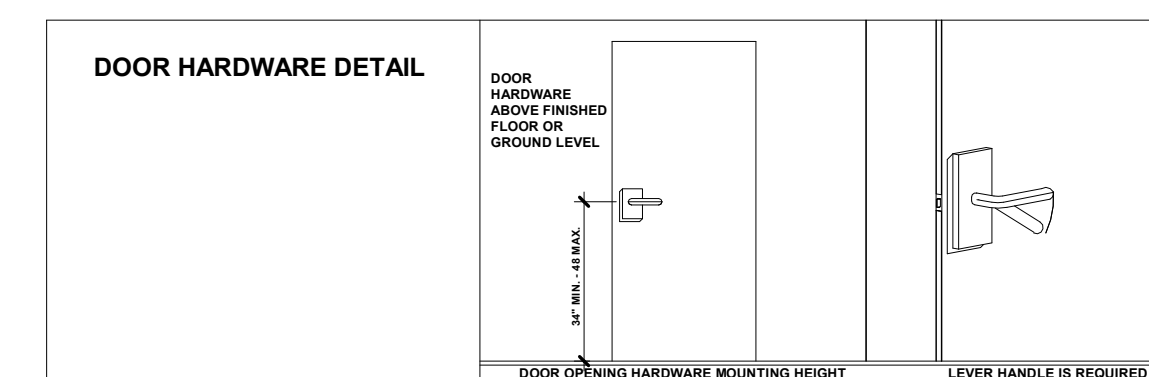 DOOR HARDWARE DETAIL
DOOR
HARDWARE
ABOVE FINISHED
FLOOR OR
GROUND LEVEL
34" MIN. - 48 MAX.
DOOR OPENING HARDWARE MOUNTING HEIGHT
LEVER HANDLE IS REQUIRED